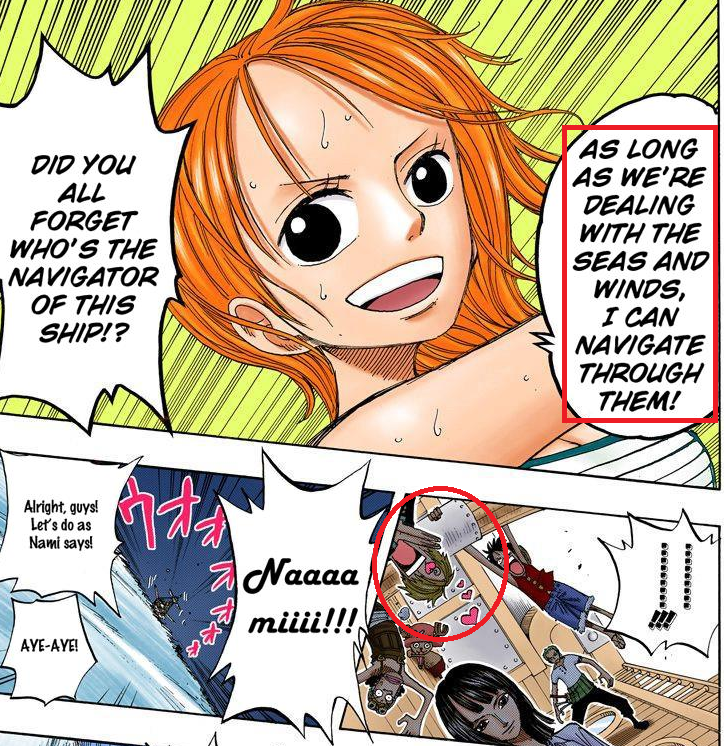 AS LONG
AS WE'RE
DEALING
WITH THE
SEAS AND
WINDS,
I CAN
NAVIGATE
THROUGH
THEM!
DID YOU
ALL
FORGET
WHO'S THE
NAVIGATOR
OF THIS
SHIP!?
!!
Naaaa
miiii!!!
ウオオ
Alright, guys!
Let's do as
Nami says!
AYE-AYE!